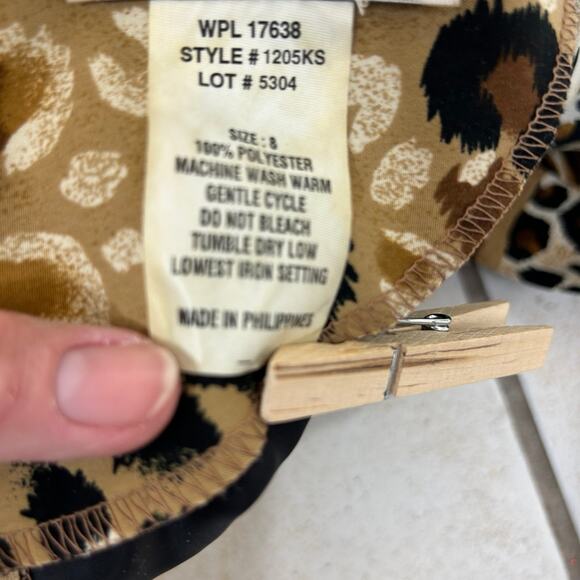 WPL 17638
STYLE # 1205KS
LOT # 5304
SIZE : 8
100% POLYESTER
MACHINE WASH WARM
GENTLE CYCLE
DO NOT BLEACH
TUMBLE DRY LOW
LOWEST IRON SETTING
MADE IN PHILIPPINES